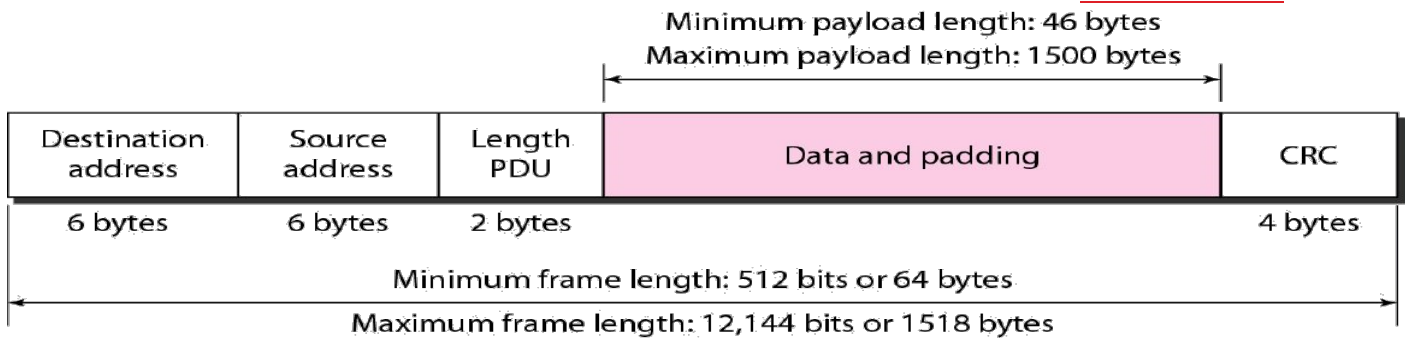 Minimum payload length: 46 bytes
Maximum payload length: 1500 bytes
Destination address
Source address
Length PDU
Data and padding
CRC
6 bytes
6 bytes
2 bytes
4 bytes
Minimum frame length: 512 bits or 64 bytes
Maximum frame length: 12,144 bits or 1518 bytes